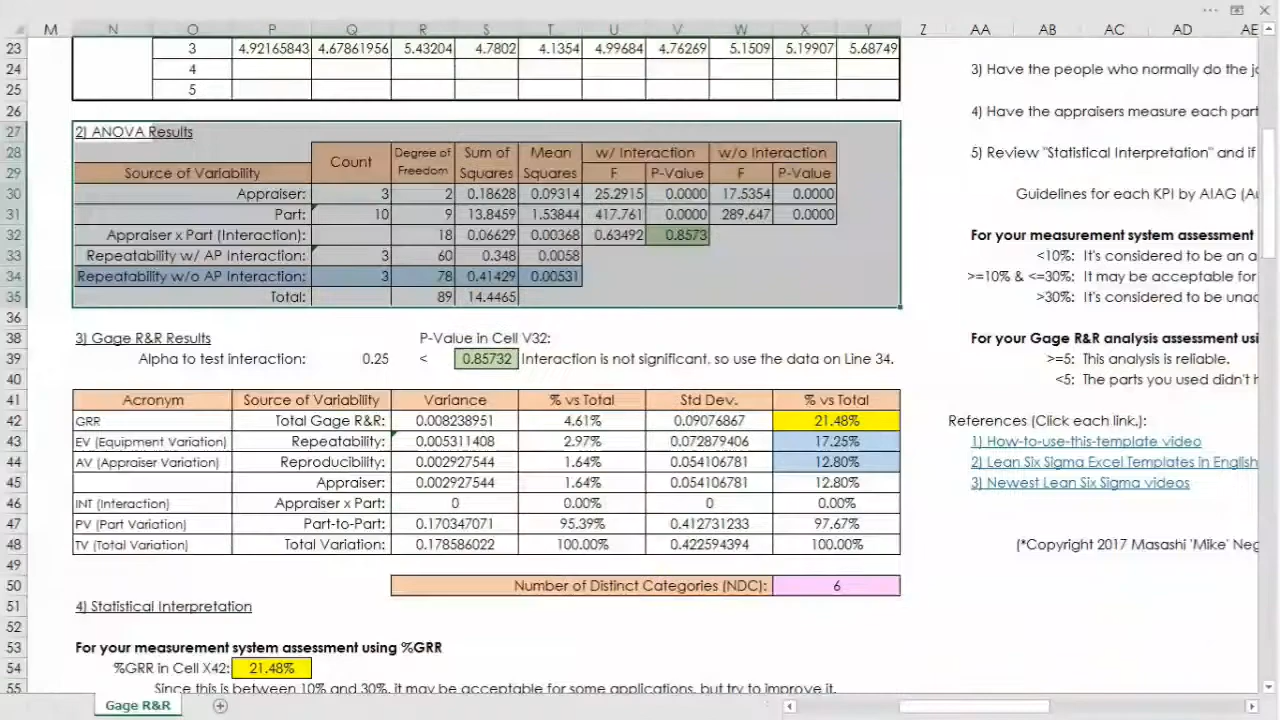 M N O P Q R S T U V W X Y Z AA AB AC AD AE
23 3 4.92165843 4.67861956 5.43204 4.7802 4.1354 4.99684 4.76269 5.1509 5.19907 5.68749
24 4 3) Have the people who normally do the jo
25 5
26 4) Have the appraisers measure each part
27 2) ANOVA Results
28 Count Degree of Freedom Sum of Squares Mean Squares w/ Interaction w/o Interaction 5) Review "Statistical Interpretation" and if
29 Source of Variability F P-Value F P-Value
30 Appraiser: 3 2 0.18628 0.09314 25.2915 0.0000 17.5354 0.0000 Guidelines for each KPI by AIAG (Au
31 Part: 10 9 13.8459 1.53844 417.761 0.0000 289.647 0.0000
32 Appraiser x Part (Interaction): 18 0.06629 0.00368 0.63492 0.8573 For your measurement system assessment
33 Repeatability w/ AP Interaction: 3 60 0.348 0.0058 <10%: It's considered to be an a
34 Repeatability w/o AP Interaction: 3 78 0.41429 0.00531 >=10% & <=30%: It may be acceptable for
35 Total: 89 14.4465 >30%: It's considered to be unac
36
38 3) Gage R&R Results P-Value in Cell V32: For your Gage R&R analysis assessment usi
39 Alpha to test interaction: 0.25 < 0.85732 Interaction is not significant, so use the data on Line 34. >=5: This analysis is reliable.
40 <5: The parts you used didn't h
41 Acronym Source of Variability Variance % vs Total Std Dev. % vs Total
42 GRR Total Gage R&R: 0.008238951 4.61% 0.09076867 21.48% References (Click each link.):
43 EV (Equipment Variation) Repeatability: 0.005311408 2.97% 0.072879406 17.25% 1) How-to-use-this-template video
44 AV (Appraiser Variation) Reproducibility: 0.002927544 1.64% 0.054106781 12.80% 2) Lean Six Sigma Excel Templates in English
45 Appraiser: 0.002927544 1.64% 0.054106781 12.80% 3) Newest Lean Six Sigma videos
46 INT (Interaction) Appraiser x Part: 0 0.00% 0 0.00%
47 PV (Part Variation) Part-to-Part: 0.170347071 95.39% 0.412731233 97.67%
48 TV (Total Variation) Total Variation: 0.178586022 100.00% 0.422594394 100.00% (*Copyright 2017 Masashi 'Mike' Neg
49
50 Number of Distinct Categories (NDC): 6
51 4) Statistical Interpretation
52
53 For your measurement system assessment using %GRR
54 %GRR in Cell X42: 21.48%
55 Since this is between 10% and 30%, it may be acceptable for some applications, but try to improve it.
Gage R&R